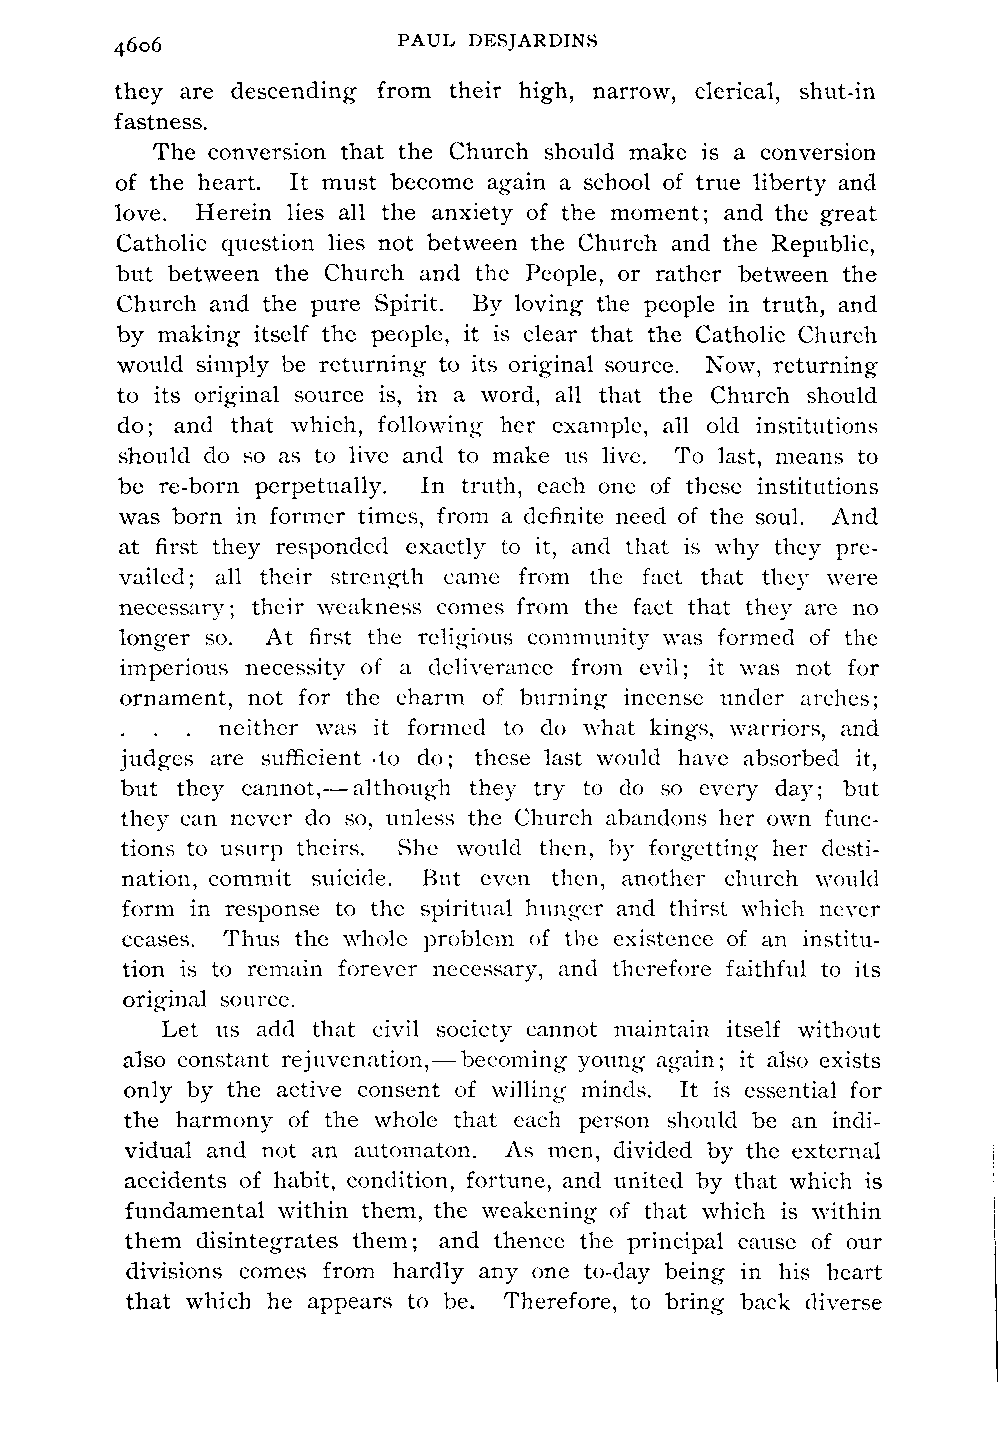 4606 PAUL DESJARDINS
they are descending from their high, narrow, clerical, shut-in
fastness.
The conversion that the Church should make is a conversion
of the heart. It must become again a school of true liberty and
love. Herein lies all the anxiety of the moment; and the great
Catholic question lies not between the Church and the Republic,
but between the Church and the People, or rather between the
Church and the pure Spirit. By loving the people in truth, and
by making itself the people, it is clear that the Catholic Church
would simply be returning to its original source. Now, returning
to its original source is, in a word, all that the Church should
do; and that which, following her example, all old institutions
should do so as to live and to make us live. To last, means to
be re-born perpetually. In truth, each one of these institutions
was born in former times, from a definite need of the soul. And
at first they responded exactly to it, and that is why they pre-
vailed; all their strength came from the fact that they were
necessary; their weakness comes from the fact that they are no
longer so. At first the religious community was formed of the
imperious necessity of a deliverance from evil; it was not for
ornament, not for the charm of burning incense under arches;
. . . neither was it formed to do what kings, warriors, and
judges are sufficient to do; these last would have absorbed it,
but they cannot,—although they try to do so every day; but
they can never do so, unless the Church abandons her own func-
tions to usurp theirs. She would then, by forgetting her desti-
nation, commit suicide. But even then, another church would
form in response to the spiritual hunger and thirst which never
ceases. Thus the whole problem of the existence of an institu-
tion is to remain forever necessary, and therefore faithful to its
original source.
Let us add that civil society cannot maintain itself without
also constant rejuvenation,—becoming young again; it also exists
only by the active consent of willing minds. It is essential for
the harmony of the whole that each person should be an indi-
vidual and not an automaton. As men, divided by the external
accidents of habit, condition, fortune, and united by that which is
fundamental within them, the weakening of that which is within
them disintegrates them; and thence the principal cause of our
divisions comes from hardly any one to-day being in his heart
that which he appears to be. Therefore, to bring back diverse